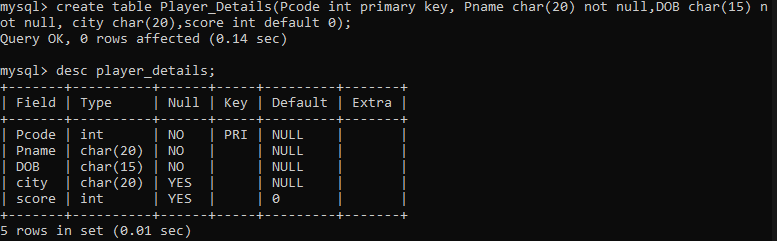 mysql> create table Player_Details(Pcode int primary key, Pname char(20) not null,DOB char(15) n
ot null, city char(20),score int default 0);
Query OK, 0 rows affected (0.14 sec)
mysql> desc player_details;
+--------+----------+------+-----+---------+-------+
| Field | Type | Null | Key | Default | Extra |
+--------+----------+------+-----+---------+-------+
| Pcode | int | NO | PRI | NULL | |
| Pname | char(20) | NO | | NULL | |
| DOB | char(15) | NO | | NULL | |
| city | char(20) | YES | | NULL | |
| score | int | YES | | 0 | |
+--------+----------+------+-----+---------+-------+
5 rows in set (0.01 sec)